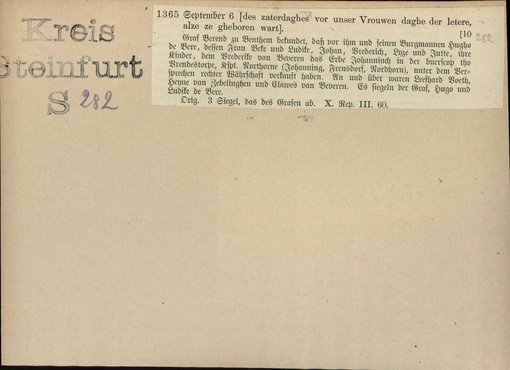 Kreis
Steinfurt
S 282
1365 September 6 [des zaterdaghes vor unser Vrouwen daghe der letere,
alze ze gheboren wart].
[10
282
Graf Berend zu Benthem bekundet, daß vor ihm und seinen Burgmannen Hugho
de Bere, dessen Frau Beke und Ludike, Johan, Brederich, Lyze und Jutte, ihre
Kinder, dem Brederike van Beveren das Erbe Johanninch in der buerscop tho
Brendestorpe, Kspl. Northorne (Johanning, Frensdorf, Nordhorn), unter dem Ver-
sprechen rechter Währschaft verkauft haben. An und über waren Leefhard Voeth,
Heyne van Zebelinghen und Clawes van Beveren. Es siegeln der Graf, Hugo und
Ludike de Bere.
Orig. 3 Siegel, das des Grafen ab. X. Rep. III. 60.